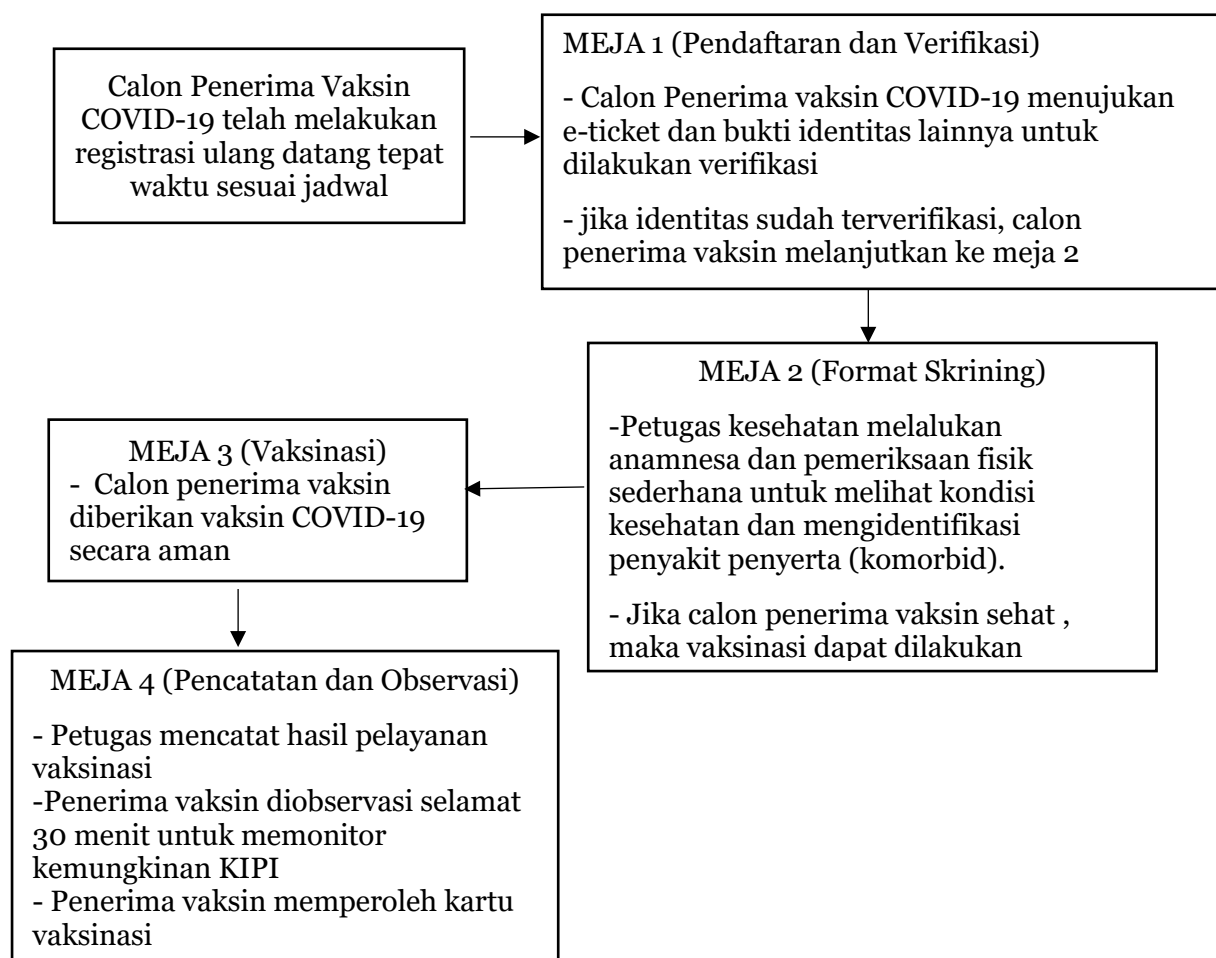 Calon Penerima Vaksin
COVID-19 telah melakukan
registrasi ulang datang tepat
waktu sesuai jadwal
MEJA 1 (Pendaftaran dan Verifikasi)
- Calon Penerima vaksin COVID-19 menujukan
e-ticket dan bukti identitas lainnya untuk
dilakukan verifikasi
- jika identitas sudah terverifikasi, calon
penerima vaksin melanjutkan ke meja 2
MEJA 2 (Format Skrining)
-Petugas kesehatan melalukan
anamnesa dan pemeriksaan fisik
sederhana untuk melihat kondisi
kesehatan dan mengidentifikasi
penyakit penyerta (komorbid).
- Jika calon penerima vaksin sehat ,
maka vaksinasi dapat dilakukan
MEJA 3 (Vaksinasi)
- Calon penerima vaksin
diberikan vaksin COVID-19
secara aman
MEJA 4 (Pencatatan dan Observasi)
- Petugas mencatat hasil pelayanan
vaksinasi
-Penerima vaksin diobservasi selamat
30 menit untuk memonitor
kemungkinan KIPI
- Penerima vaksin memperoleh kartu
vaksinasi